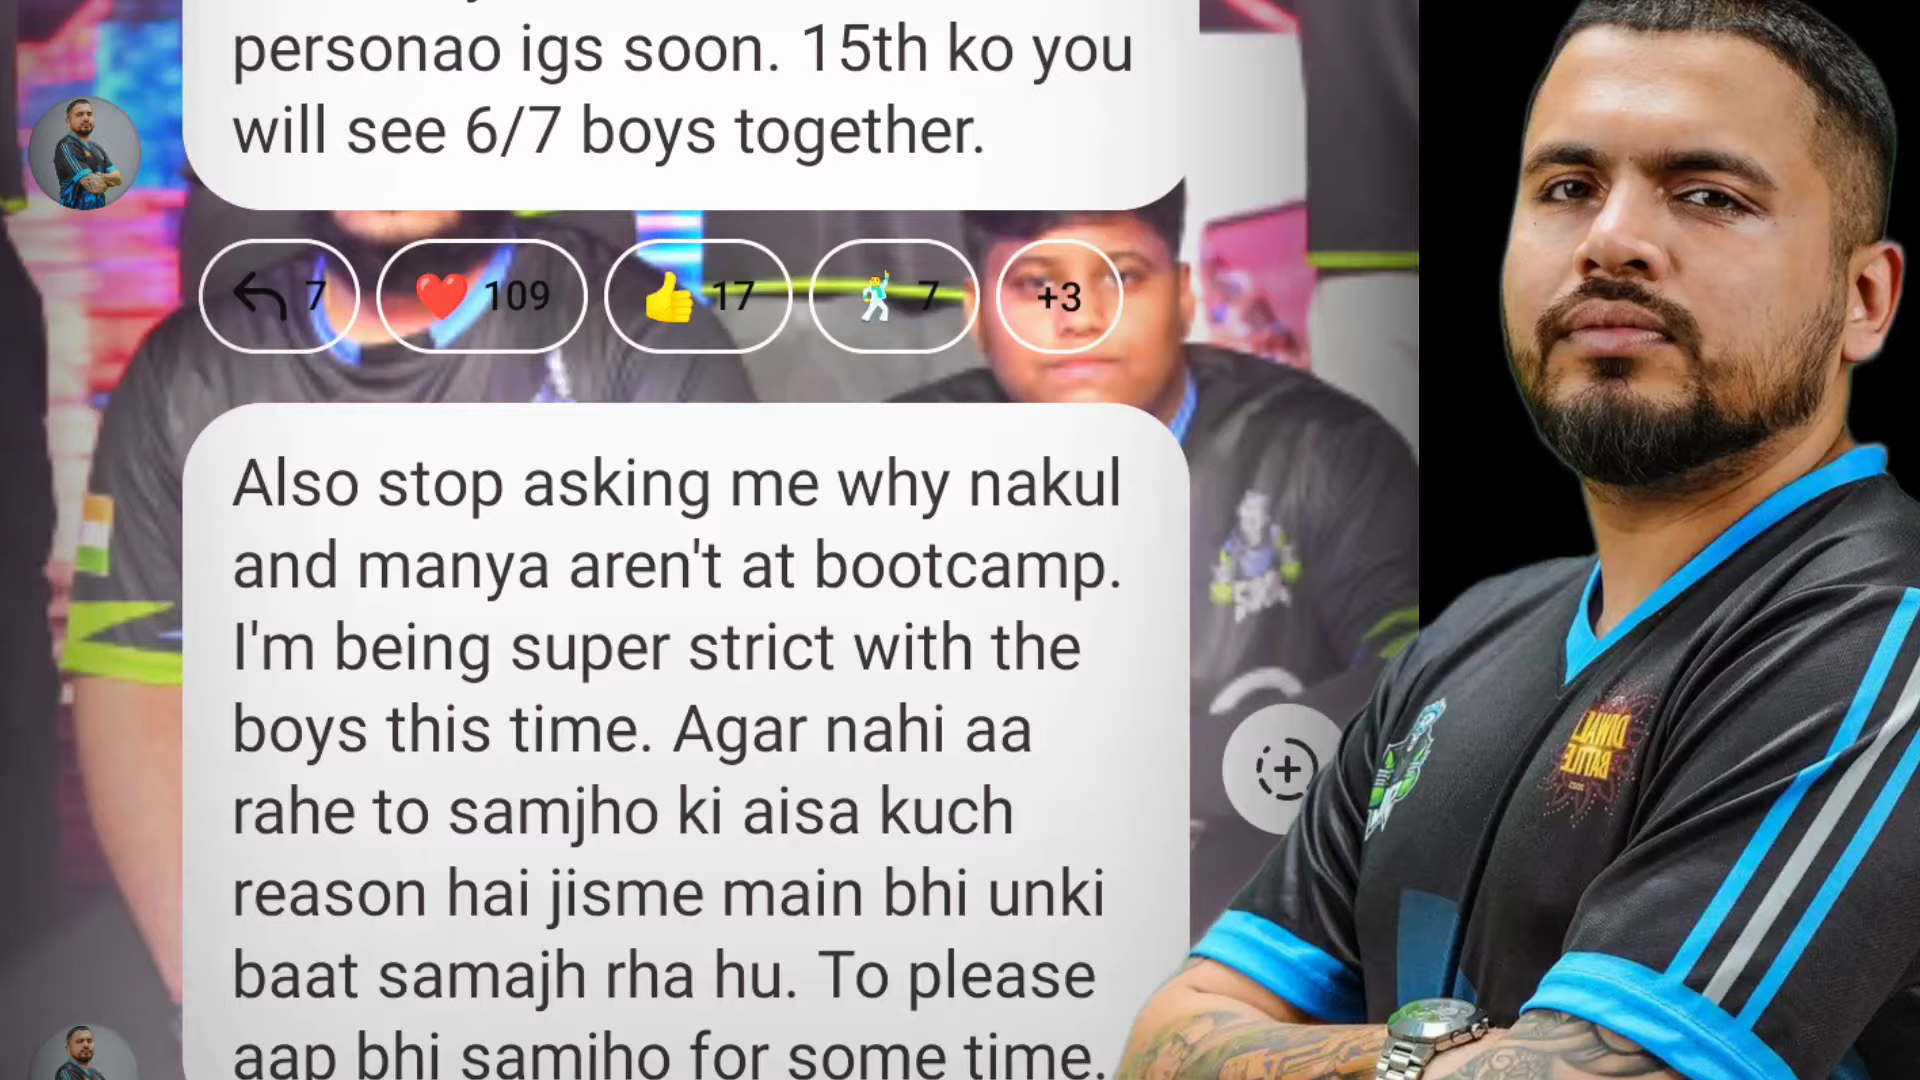 personao igs soon. 15th ko you
will see 6/7 boys together.
7 109 17 7 +3
Also stop asking me why nakul
and manya aren't at bootcamp.
I'm being super strict with the
boys this time. Agar nahi aa
rahe to samjho ki aisa kuch
reason hai jisme main bhi unki
baat samajh rha hu. To please
aap bhi samjho for some time.
DIWALI
BATTLE